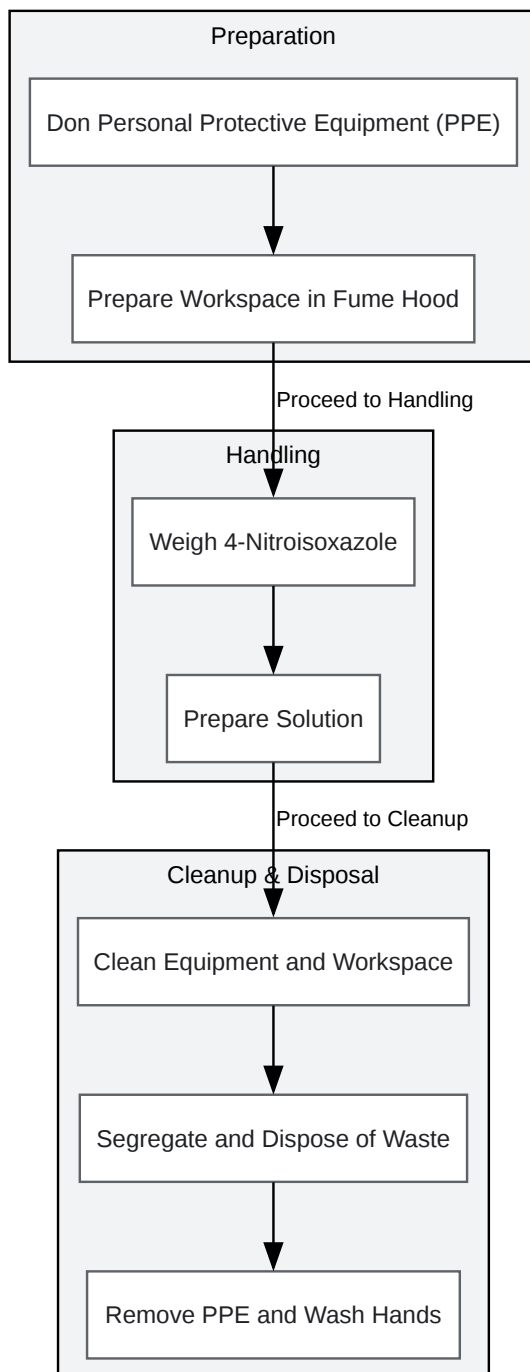 Preparation
Don Personal Protective Equipment (PPE)
Prepare Workspace in Fume Hood
Proceed to Handling
Handling
Weigh 4-Nitroisoxazole
Prepare Solution
Proceed to Cleanup
Cleanup & Disposal
Clean Equipment and Workspace
Segregate and Dispose of Waste
Remove PPE and Wash Hands